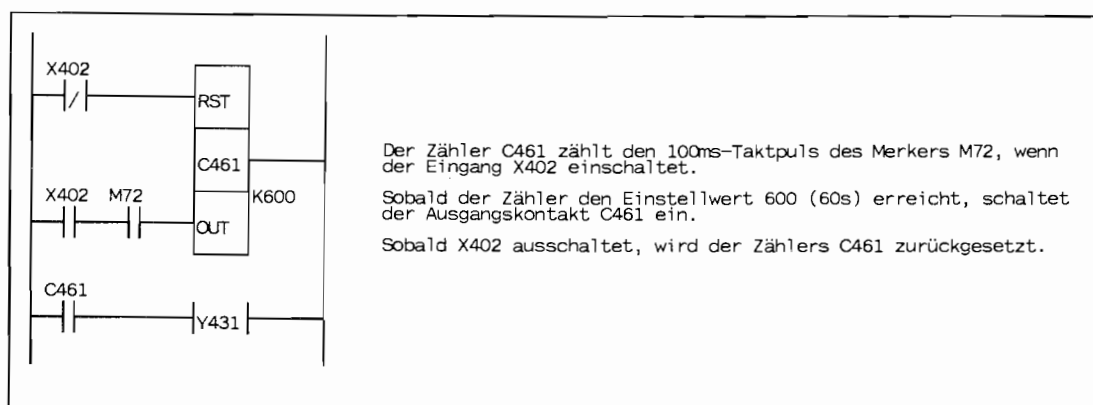 X402
RST
C461
X402 M72
K600
OUT
C461
Y431
Der Zähler C461 zählt den 100ms-Taktpuls des Merkers M72, wenn
der Eingang X402 einschaltet.
Sobald der Zähler den Einstellwert 600 (60s) erreicht, schaltet
der Ausgangskontakt C461 ein.
Sobald X402 ausschaltet, wird der Zählers C461 zurückgesetzt.